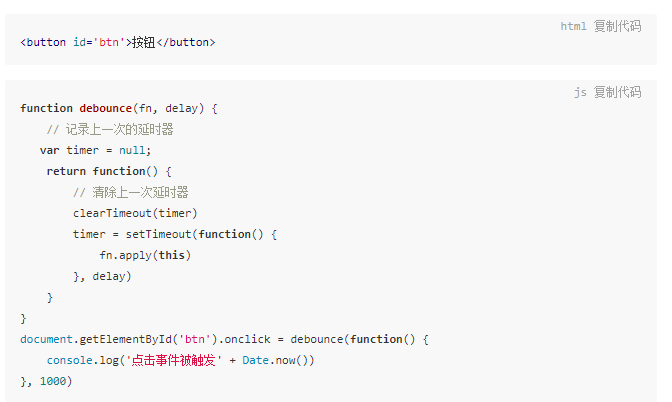 html 复制代码
<button id='btn'>按钮</button>
js 复制代码
function debounce(fn, delay) {
    // 记录上一次的延时器
   var timer = null;
    return function() {
        // 清除上一次延时器
        clearTimeout(timer)
        timer = setTimeout(function() {
            fn.apply(this)
        }, delay)
    }
}
document.getElementById('btn').onclick = debounce(function() {
    console.log('点击事件被触发' + Date.now())
}, 1000)